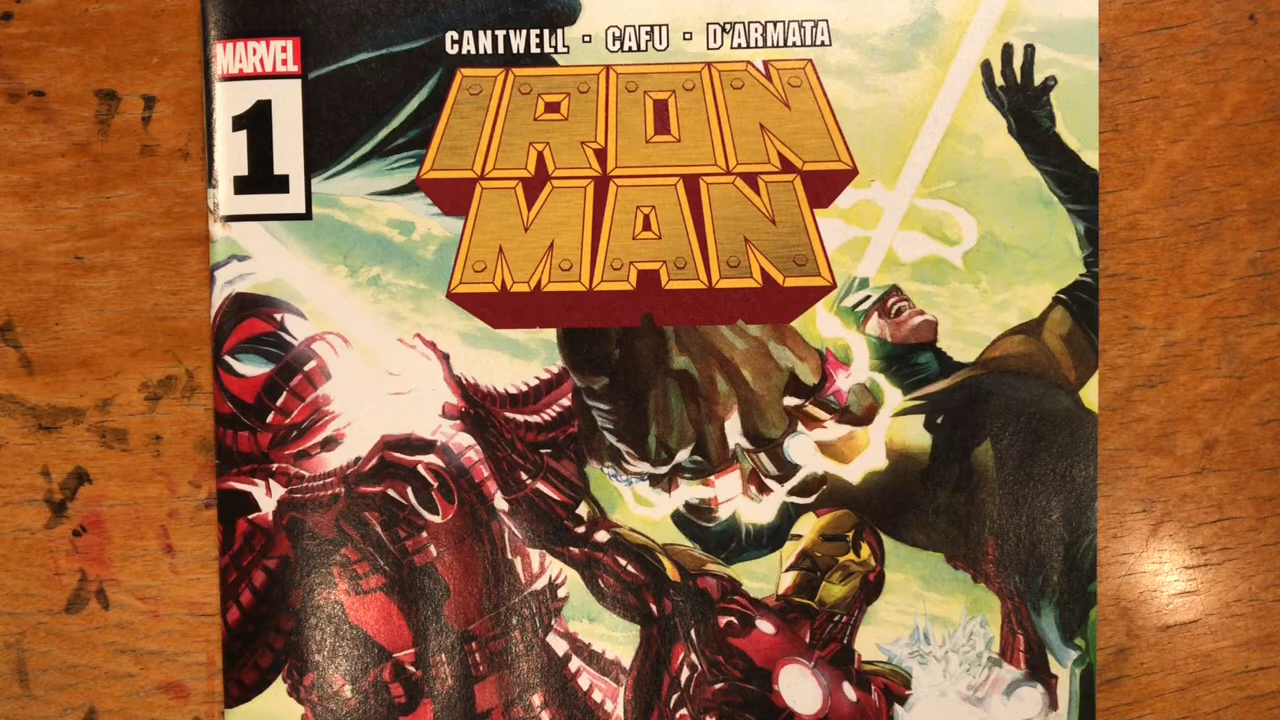 CANTWELL · CAFU · D'ARMATA
MARVEL
1
IRON
MAN